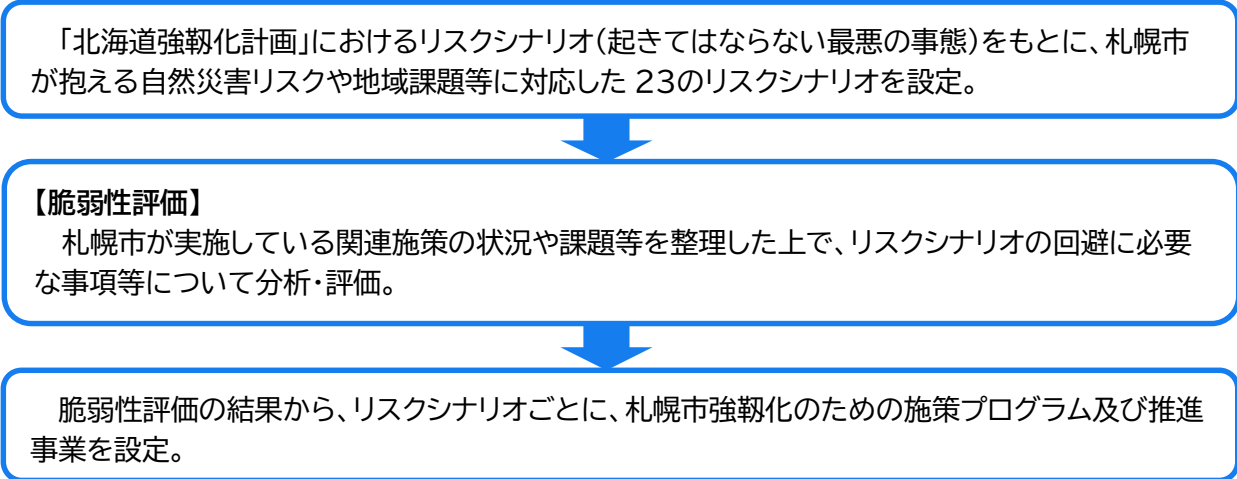 「北海道強靱化計画」におけるリスクシナリオ（起きてはならない最悪の事態）をもとに、札幌市
が抱える自然災害リスクや地域課題等に対応した 23のリスクシナリオを設定。
【脆弱性評価】
札幌市が実施している関連施策の状況や課題等を整理した上で、リスクシナリオの回避に必要
な事項等について分析・評価。
脆弱性評価の結果から、リスクシナリオごとに、札幌市強靱化のための施策プログラム及び推進
事業を設定。